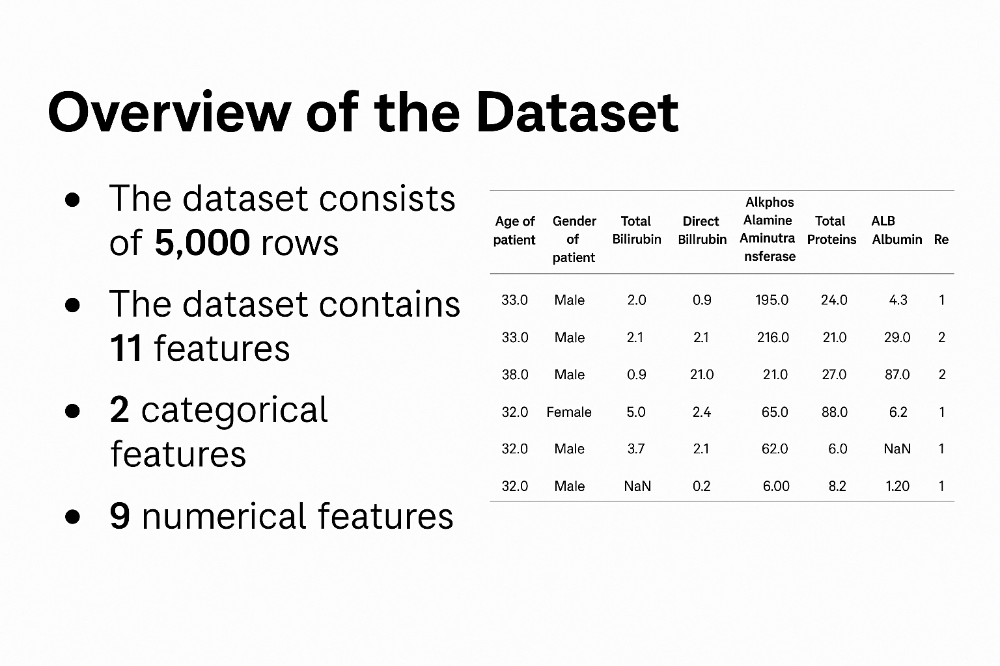 Overview of the Dataset
● The dataset consists
of 5,000 rows
● The dataset contains
11 features
● 2 categorical
features
● 9 numerical features
Age of patient | Gender of patient | Total Bilirubin | Direct Billrubin | Alkphos Alamine Aminutra nsferase | Total Proteins | ALB Albumin | Re
33.0 Male 2.0 0.9 195.0 24.0 4.3 1
33.0 Male 2.1 2.1 216.0 21.0 29.0 2
38.0 Male 0.9 21.0 21.0 27.0 87.0 2
32.0 Female 5.0 2.4 65.0 88.0 6.2 1
32.0 Male 3.7 2.1 62.0 6.0 NaN 1
32.0 Male NaN 0.2 6.00 8.2 1.20 1